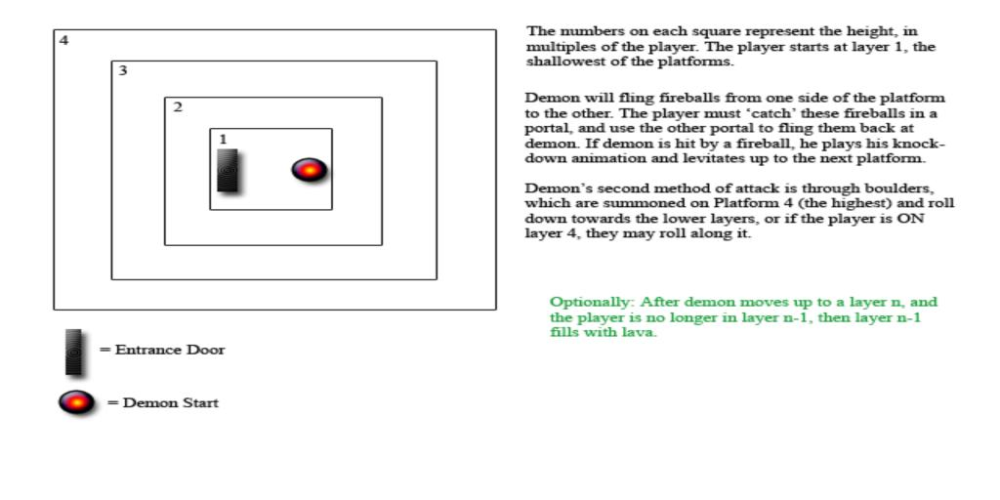 4
3
2
1
= Entrance Door
= Demon Start
The numbers on each square represent the height, in
multiples of the player. The player starts at layer 1, the
shallowest of the platforms.
Demon will fling fireballs from one side of the platform
to the other. The player must ‘catch’ these fireballs in a
portal, and use the other portal to fling them back at
demon. If demon is hit by a fireball, he plays his knock-
down animation and levitates up to the next platform.
Demon’s second method of attack is through boulders,
which are summoned on Platform 4 (the highest) and roll
down towards the lower layers, or if the player is ON
layer 4, they may roll along it.
Optionally: After demon moves up to a layer n, and
the player is no longer in layer n-1, then layer n-1
fills with lava.